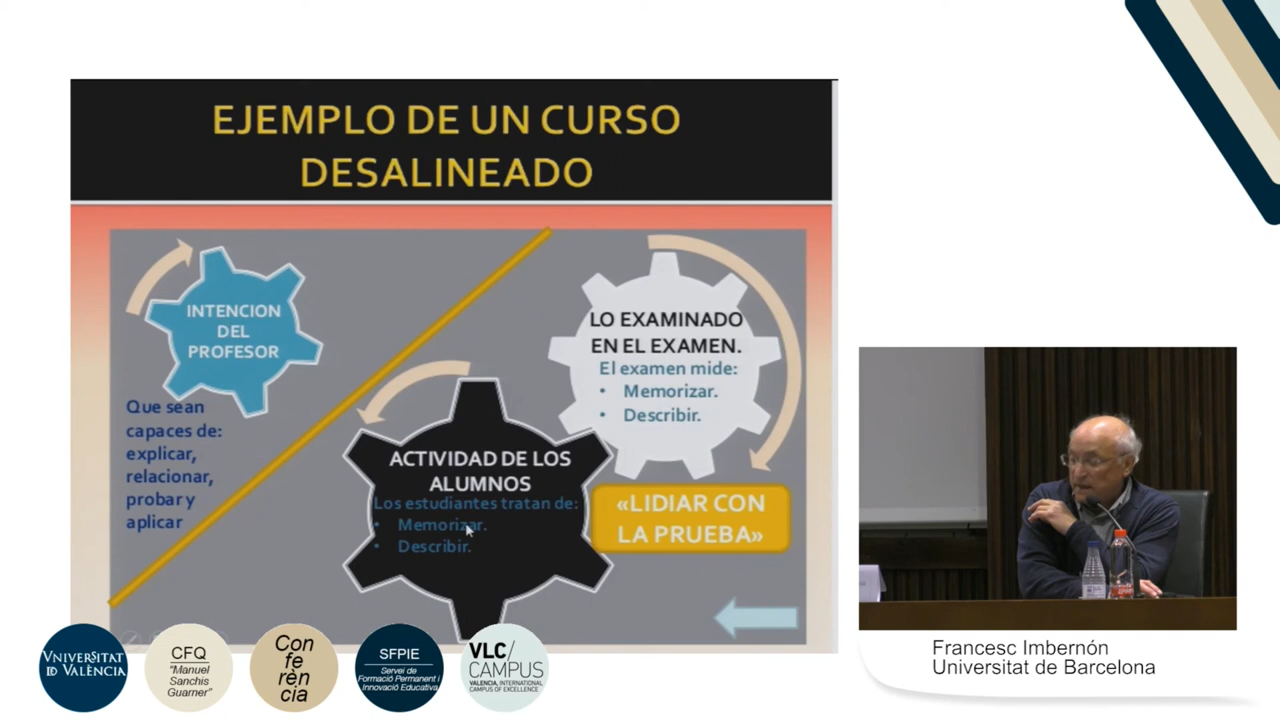 EJEMPLO DE UN CURSO
DESALINEADO
INTENCION
DEL
PROFESOR
Que sean
capaces de:
explicar,
relacionar,
probar y
aplicar
LO EXAMINADO
EN EL EXAMEN.
El examen mide:
• Memorizar.
• Describir.
ACTIVIDAD DE LOS
ALUMNOS
Los estudiantes tratan de:
• Memorizar.
• Describir.
«LIDIAR CON
LA PRUEBA»
VNIVERSITAT
ID VALÈNCIA
CFQ
"Manuel
Sanchis
Guarner"
Con
fe
rèn
cia
SFPIE
Servei de
Formació Permanent i
Innovació Educativa
VLC/
CAMPUS
VALENCIA, INTERNATIONAL
CAMPUS OF EXCELLENCE
Francesc Imbernón
Universitat de Barcelona